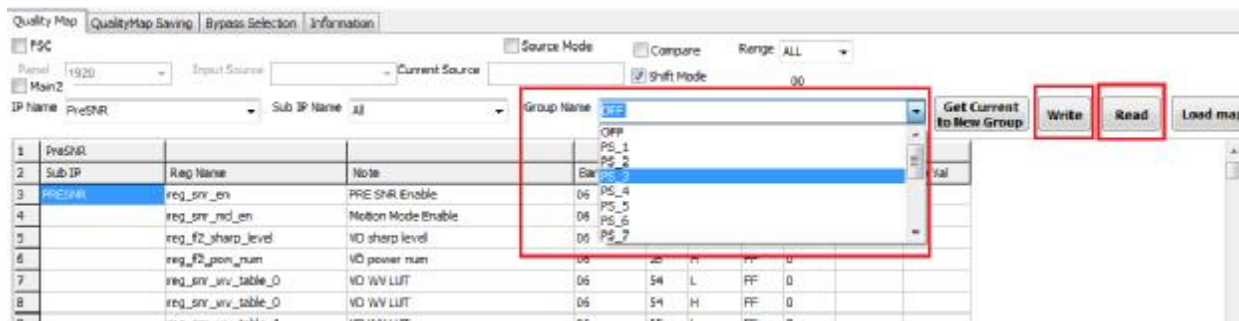 Quality Map QualityMap Saving Bypass Selection Information
PSC Source Mode Compare Range ALL
Panel 1920 Input Source Current Source Shift Mode 00
Main2
IP Name PreSNR Sub IP Name All Group Name OFF Get Current to New Group Write Read Load map
OFF
PS_1
PS_2
PS_3
PS_4
PS_5
PS_6
PS_7
1 PreSNR
2 Sub IP Reg Name Note
3 PRESNR reg_snr_en PRE SNR Enable 06
4 reg_snr_md_en Motion Mode Enable 06
5 reg_f2_sharp_level VD sharp level 06
6 reg_f2_pow_num VD power num 06 H FF 0
7 reg_snr_wv_table_0 VD WV LUT 06 54 L FF 0
8 reg_snr_wv_table_0 VD WV LUT 06 54 H FF 0